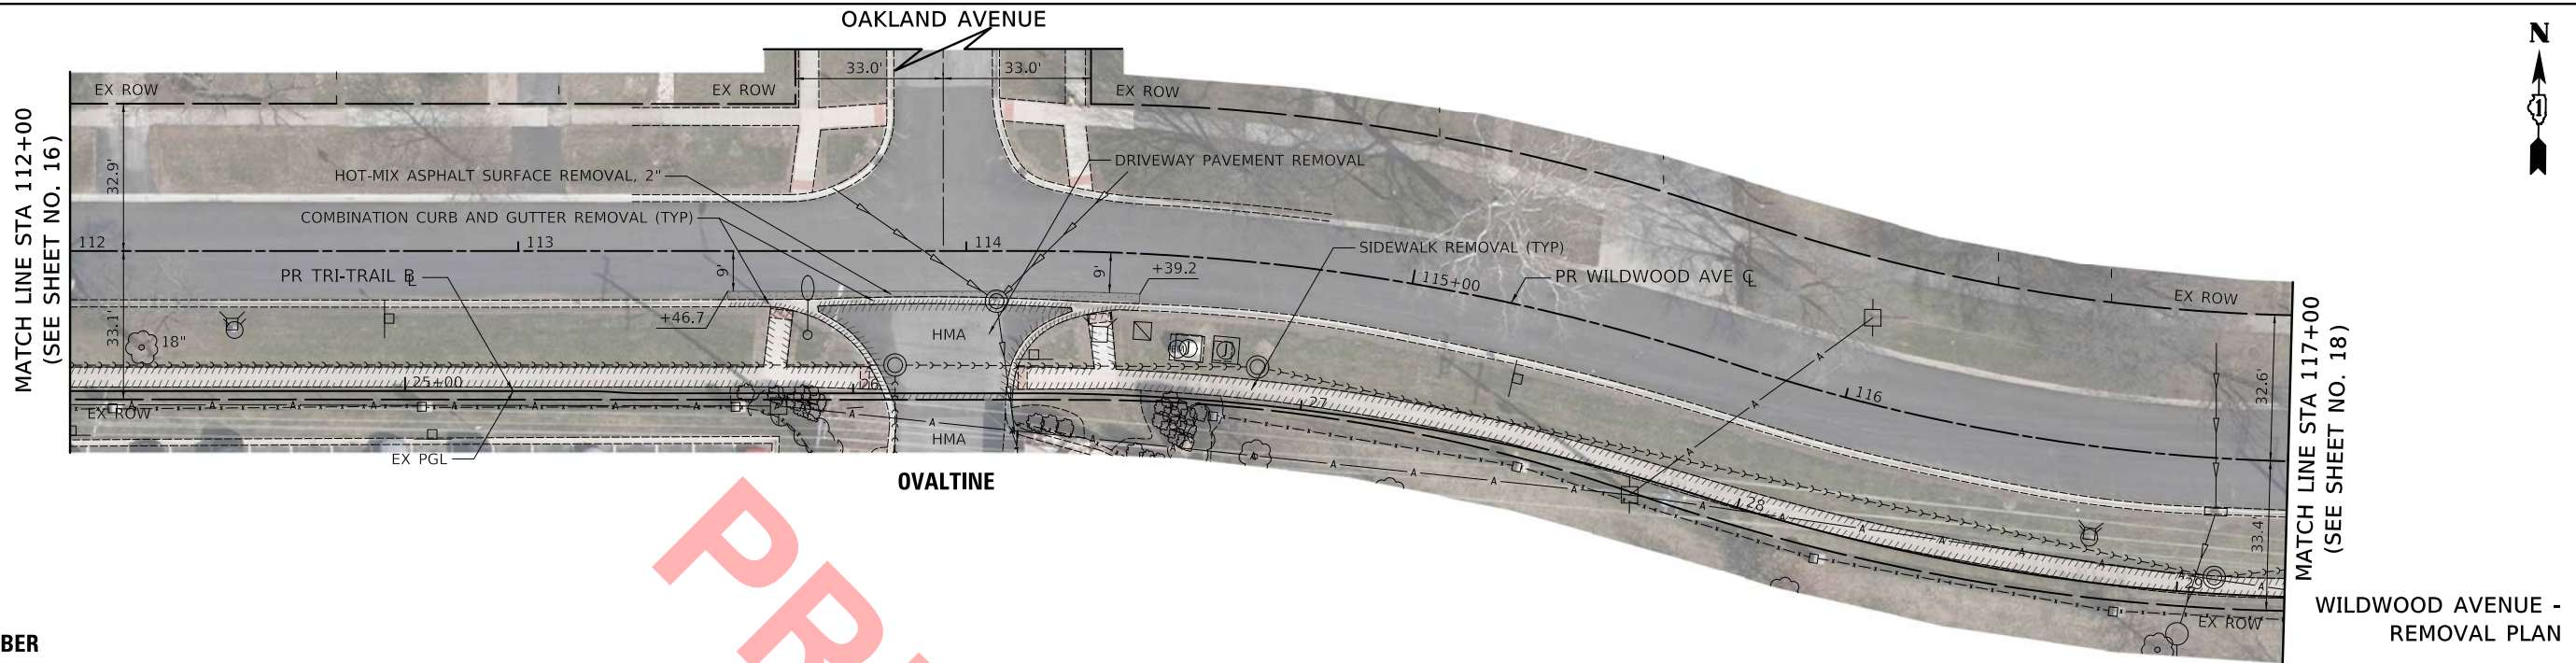 OAKLAND AVENUE
N
33.0'
33.0'
EX ROW
EX ROW
EX ROW
MATCH LINE STA 112+00
(SEE SHEET NO. 16)
32.9'
DRIVEWAY PAVEMENT REMOVAL
HOT-MIX ASPHALT SURFACE REMOVAL, 2"
COMBINATION CURB AND GUTTER REMOVAL (TYP)
112
113
114
SIDEWALK REMOVAL (TYP)
PR TRI-TRAIL BL
9'
9'
+39.2
115+00
PR WILDWOOD AVE CL
EX ROW
33.1'
+46.7
HMA
18"
25+00
26
27
116
32.6'
MATCH LINE STA 117+00
(SEE SHEET NO. 18)
EX ROW
A A A A A A
HMA
EX PGL
OVALTINE
28
33.4'
29
EX ROW
WILDWOOD AVENUE -
REMOVAL PLAN
BER
PR